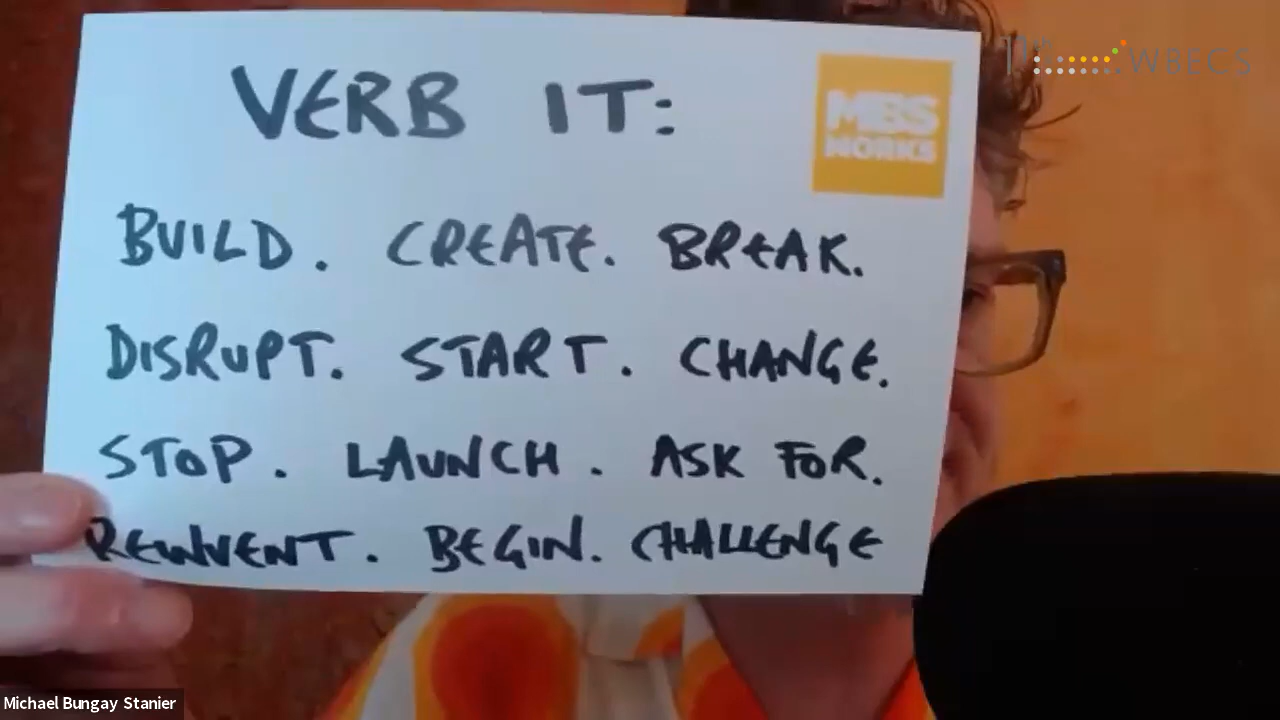 VERB IT:
MBS
WORKS
WBECS
BUILD. CREATE. BREAK.
DISRUPT. START. CHANGE.
STOP. LAUNCH. ASK FOR.
REINVENT. BEGIN. CHALLENGE
Michael Bungay Stanier